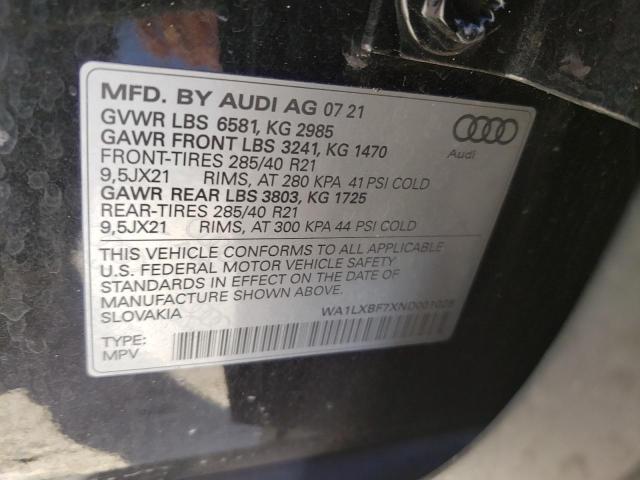 MFD. BY AUDI AG 07 21
GVWR LBS 6581, KG 2985
GAWR FRONT LBS 3241, KG 1470
FRONT-TIRES 285/40 R21
9,5JX21 RIMS, AT 280 KPA 41 PSI COLD
GAWR REAR LBS 3803, KG 1725
REAR-TIRES 285/40 R21
9,5JX21 RIMS, AT 300 KPA 44 PSI COLD
THIS VEHICLE CONFORMS TO ALL APPLICABLE
U.S. FEDERAL MOTOR VEHICLE SAFETY
STANDARDS IN EFFECT ON THE DATE OF
MANUFACTURE SHOWN ABOVE.
SLOVAKIA
WA1LXBF7XND001028
TYPE:
MPV
Audi